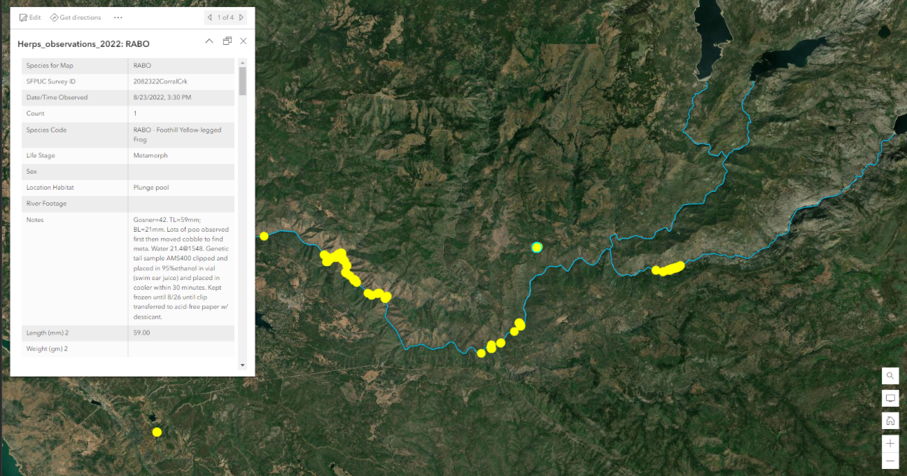 Edit Get directions ··· 1 of 4
Herps_observations_2022: RABO
Species for Map RABO
SFPUC Survey ID 2082322CorralCrk
Date/Time Observed 8/23/2022, 3:30 PM
Count 1
Species Code RABO - Foothill Yellow-legged
Frog
Life Stage Metamorph
Sex
Location Habitat Plunge pool
River Footage
Notes Gosner=42. TL=59mm;
BL=21mm. Lots of poo observed
first then moved cobble to find
meta. Water 21.4@1548. Genetic
tail sample AMS400 clipped and
placed in 95%ethanol in vial
(swim ear juice) and placed in
cooler within 30 minutes. Kept
frozen until 8/26 until clip
transferred to acid-free paper w/
dessicant.
Length (mm) 2 59.00
Weight (gm) 2